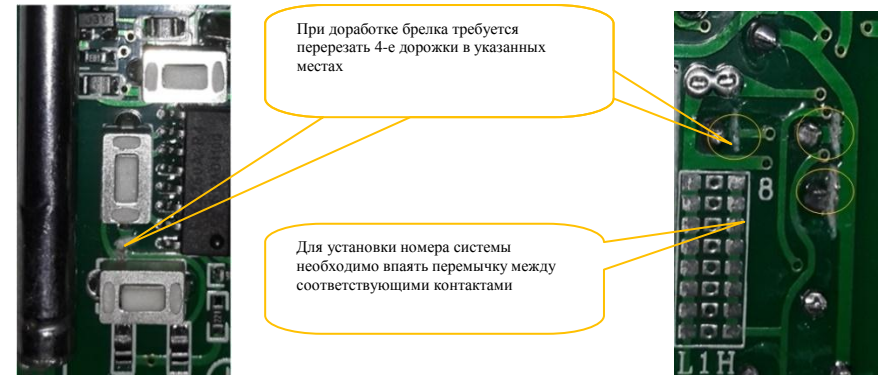 При доработке брелка требуется
перерезать 4-е дорожки в указанных
местах
Для установки номера системы
необходимо впаять перемычку между
соответствующими контактами
8
L1H